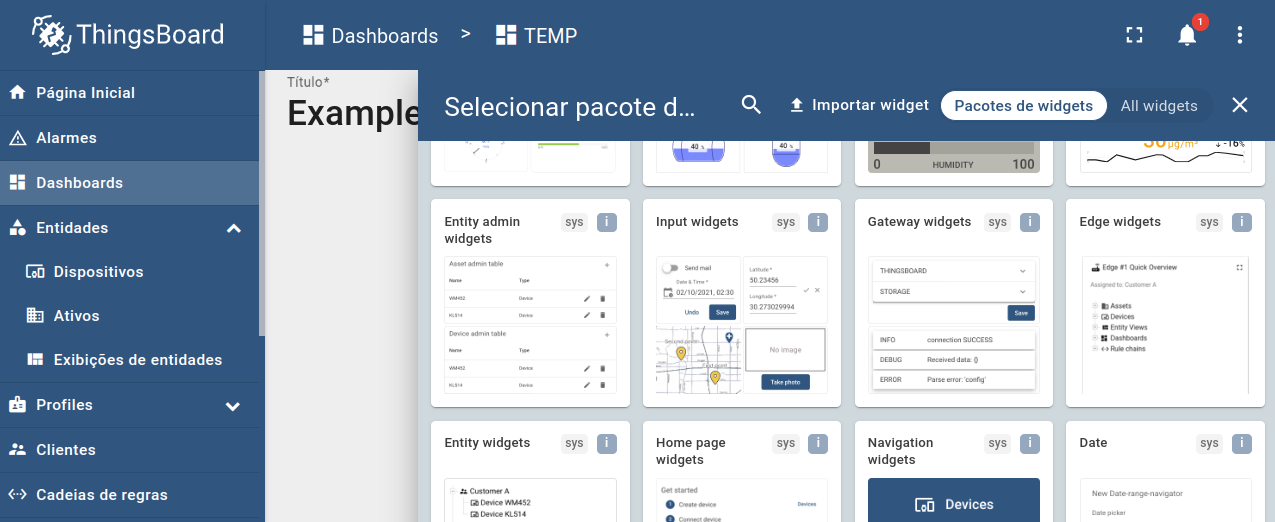 ThingsBoard
Dashboards > TEMP
1
Página Inicial
Alarmes
Dashboards
Entidades
Dispositivos
Ativos
Exibições de entidades
Profiles
Clientes
Cadeias de regras
Título*
Example
Selecionar pacote d...
Importar widget
Pacotes de widgets
All widgets
40 %
40 %
0 HUMIDITY 100
µg/m³ ↓ -16%
Entity admin
widgets
sys i
Asset admin table +
Name Type
WM452 Device
KLS14 Device
Device admin table +
Name Type
WM452 Device
KLS14 Device
Input widgets
sys i
Send mail
Date & Time *
02/10/2021, 02:30
Undo Save
Latitude *
50.23456
Longitude *
30.273029994
No image
Take photo
Gateway widgets
sys i
THINGSBOARD
STORAGE
Save
INFO connection SUCCESS
DEBUG Received data: {}
ERROR Parse error: 'config'
Edge widgets
sys i
Edge #1 Quick Overview
Assigned to: Customer A
Assets
Devices
Entity Views
Dashboards
Rule chains
Entity widgets
sys i
Customer A
Device WM452
Device KLS14
Home page
widgets
sys i
Get started
1 Create device Devices
2 Connect device
Navigation
widgets
sys i
Devices
Date
sys i
New Date-range-navigator
Date picker